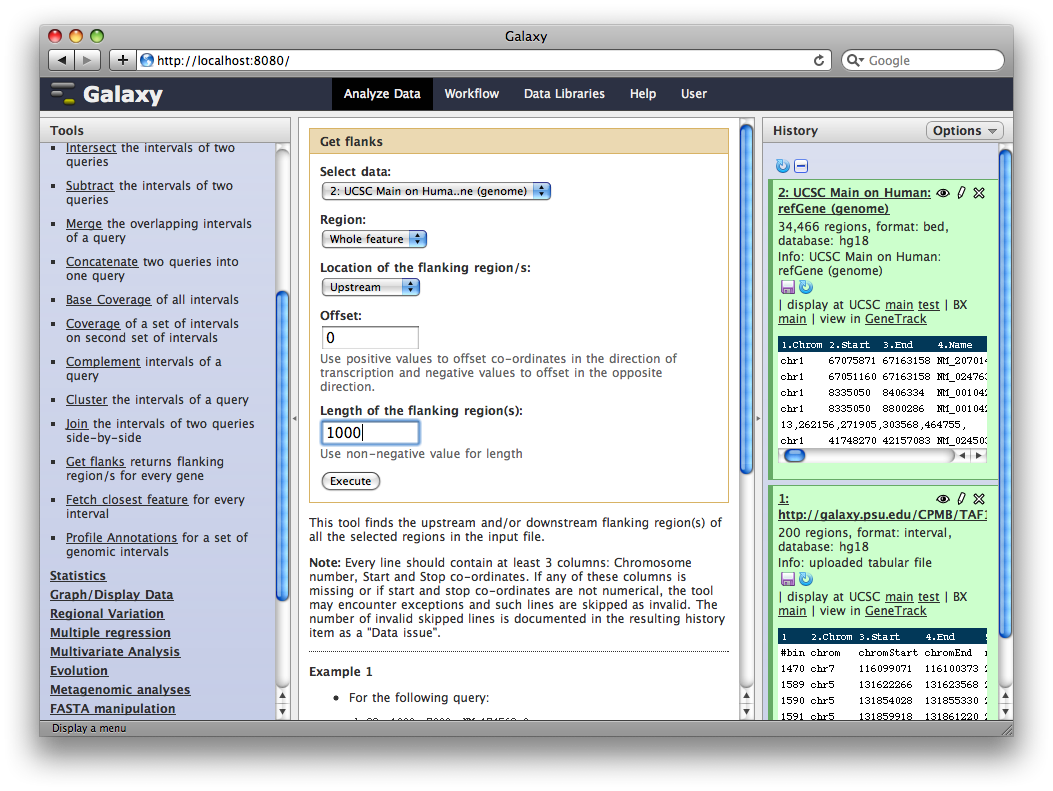 Galaxy
http://localhost:8080/
Google
Galaxy
Analyze Data Workflow Data Libraries Help User
Tools
Intersect the intervals of two
queries
Subtract the intervals of two
queries
Merge the overlapping intervals
of a query
Concatenate two queries into
one query
Base Coverage of all intervals
Coverage of a set of intervals
on second set of intervals
Complement intervals of a
query
Cluster the intervals of a query
Join the intervals of two queries
side-by-side
Get flanks returns flanking
region/s for every gene
Fetch closest feature for every
interval
Profile Annotations for a set of
genomic intervals
Statistics
Graph/Display Data
Regional Variation
Multiple regression
Multivariate Analysis
Evolution
Metagenomic analyses
FASTA manipulation
Get flanks
Select data:
2: UCSC Main on Huma..ne (genome)
Region:
Whole feature
Location of the flanking region/s:
Upstream
Offset:
0
Use positive values to offset co-ordinates in the direction of
transcription and negative values to offset in the opposite
direction.
Length of the flanking region(s):
1000
Use non-negative value for length
Execute
This tool finds the upstream and/or downstream flanking region(s) of
all the selected regions in the input file.
Note: Every line should contain at least 3 columns: Chromosome
number, Start and Stop co-ordinates. If any of these columns is
missing or if start and stop co-ordinates are not numerical, the tool
may encounter exceptions and such lines are skipped as invalid. The
number of invalid skipped lines is documented in the resulting history
item as a "Data issue".
Example 1
For the following query:
History
Options
2: UCSC Main on Human:
refGene (genome)
34,466 regions, format: bed,
database: hg18
Info: UCSC Main on Human:
refGene (genome)
| display at UCSC main test | BX
main | view in GeneTrack
1.Chrom 2.Start 3.End 4.Name
chr1 67075871 67163158 NM_207014
chr1 67051160 67163158 NM_024763
chr1 8335050 8406334 NM_001042
chr1 8335050 8800286 NM_001042
13,262156,271905,303568,464755,
chr1 41748270 42157083 NM_024503
1:
http://galaxy.psu.edu/CPMB/TAF1
200 regions, format: interval,
database: hg18
Info: uploaded tabular file
| display at UCSC main test | BX
main | view in GeneTrack
1 2.Chrom 3.Start 4.End
#bin chrom chromStart chromEnd
1470 chr7 116099071 116100373
1589 chr5 131622266 131623568
1590 chr5 131854028 131855330
1591 chr5 131859918 131861220
Display a menu